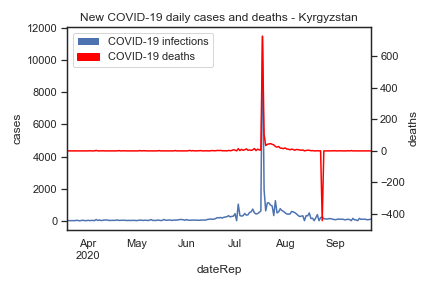 New COVID-19 daily cases and deaths - Kyrgyzstan
COVID-19 infections
COVID-19 deaths
12000
10000
8000
6000
4000
2000
0
cases
600
400
200
0
−200
−400
deaths
Apr
2020
May
Jun
Jul
Aug
Sep
dateRep